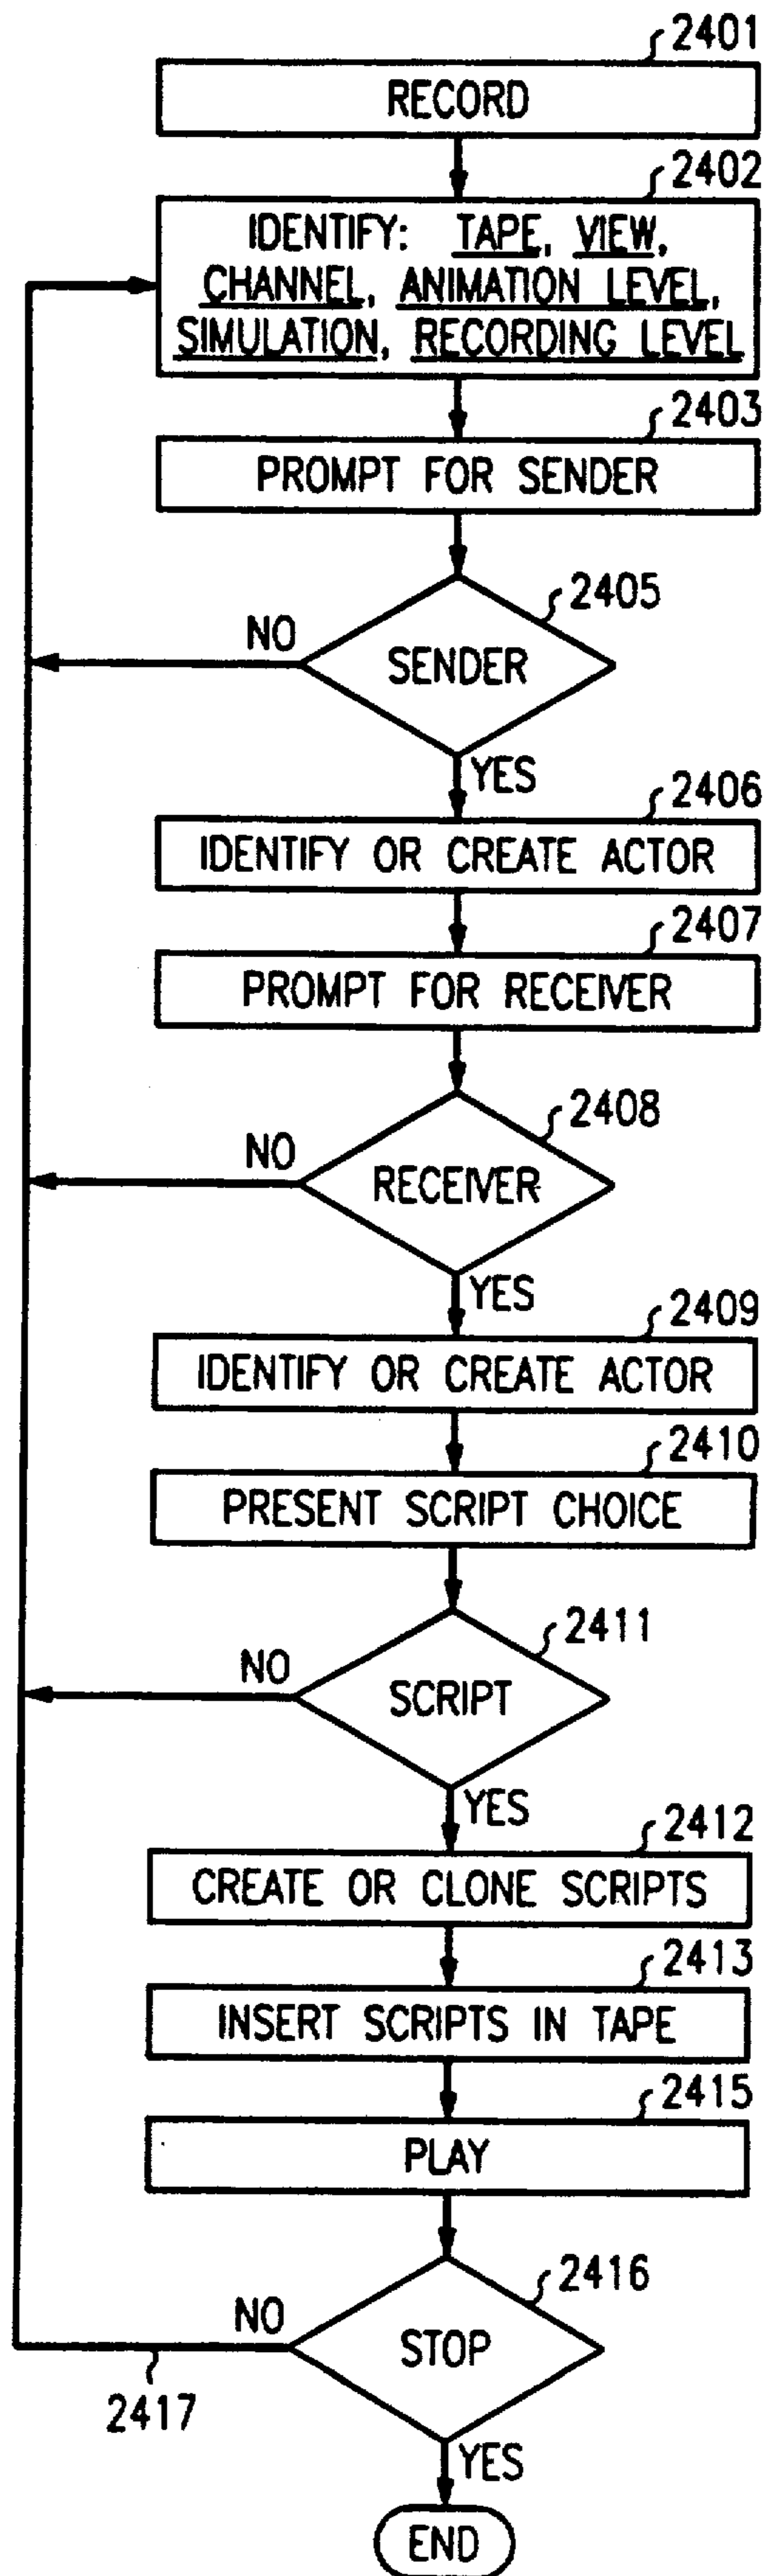 2401
RECORD
2402
IDENTIFY: TAPE, VIEW,
CHANNEL, ANIMATION LEVEL,
SIMULATION, RECORDING LEVEL
2403
PROMPT FOR SENDER
2405
NO
SENDER
YES
2406
IDENTIFY OR CREATE ACTOR
2407
PROMPT FOR RECEIVER
2408
NO
RECEIVER
YES
2409
IDENTIFY OR CREATE ACTOR
2410
PRESENT SCRIPT CHOICE
2411
NO
SCRIPT
YES
2412
CREATE OR CLONE SCRIPTS
2413
INSERT SCRIPTS IN TAPE
2415
PLAY
2416
NO
STOP
2417
YES
END